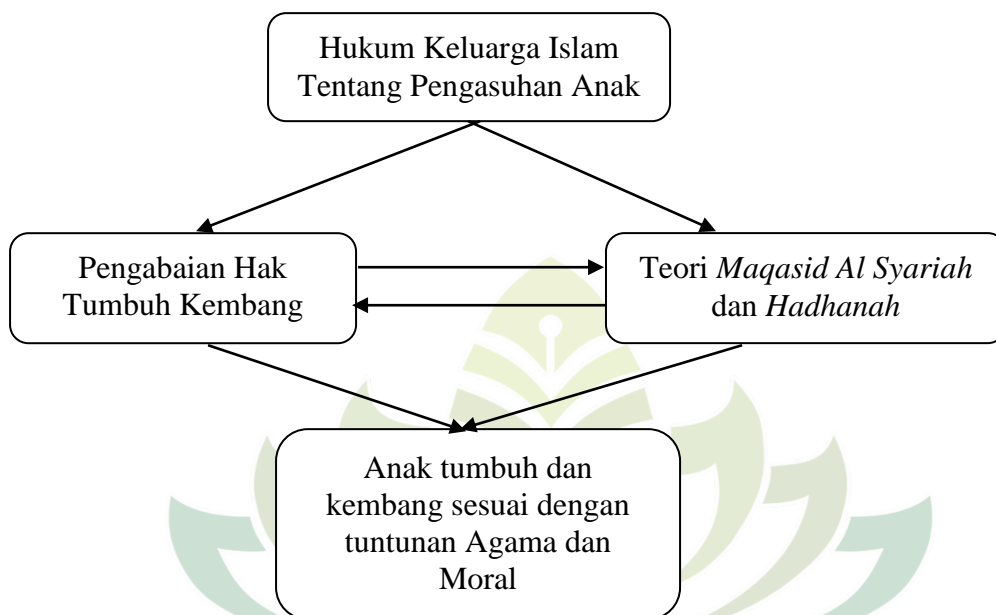 Hukum Keluarga Islam
Tentang Pengasuhan Anak
Pengabaian Hak
Tumbuh Kembang
Teori Maqasid Al Syariah
dan Hadhanah
Anak tumbuh dan
kembang sesuai dengan
tuntunan Agama dan
Moral